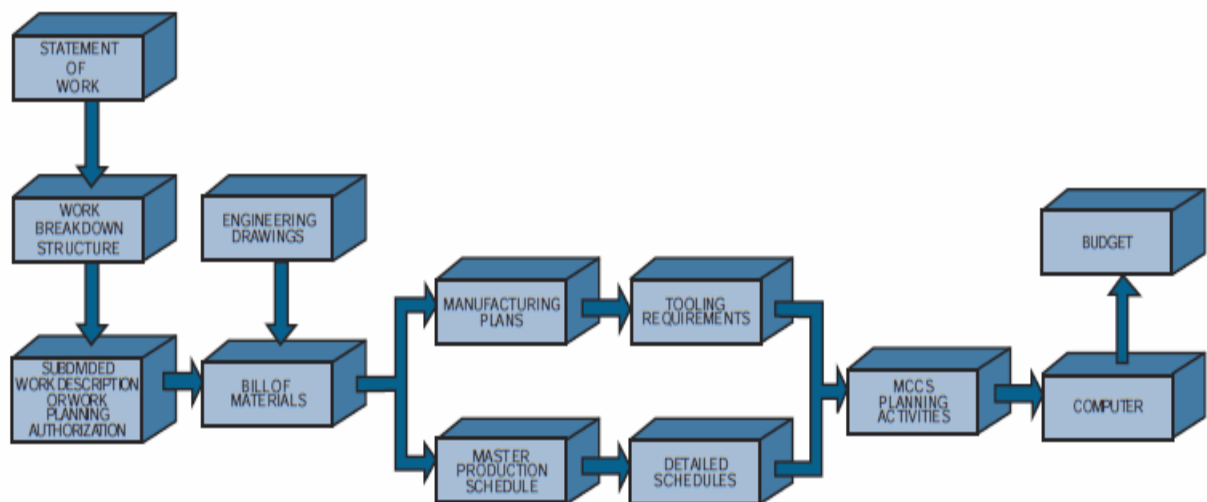 STATEMENT
OF
WORK
WORK
BREAKDOWN
STRUCTURE
ENGINEERING
DRAWINGS
BUDGET
MANUFACTURING
PLANS
TOOLING
REQUIREMENTS
SUBDIVIDED
WORK DESCRIPTION
OR WORK
PLANNING
AUTHORIZATION
BILL OF
MATERIALS
MCCS
PLANNING
ACTIVITIES
COMPUTER
MASTER
PRODUCTION
SCHEDULE
DETAILED
SCHEDULES